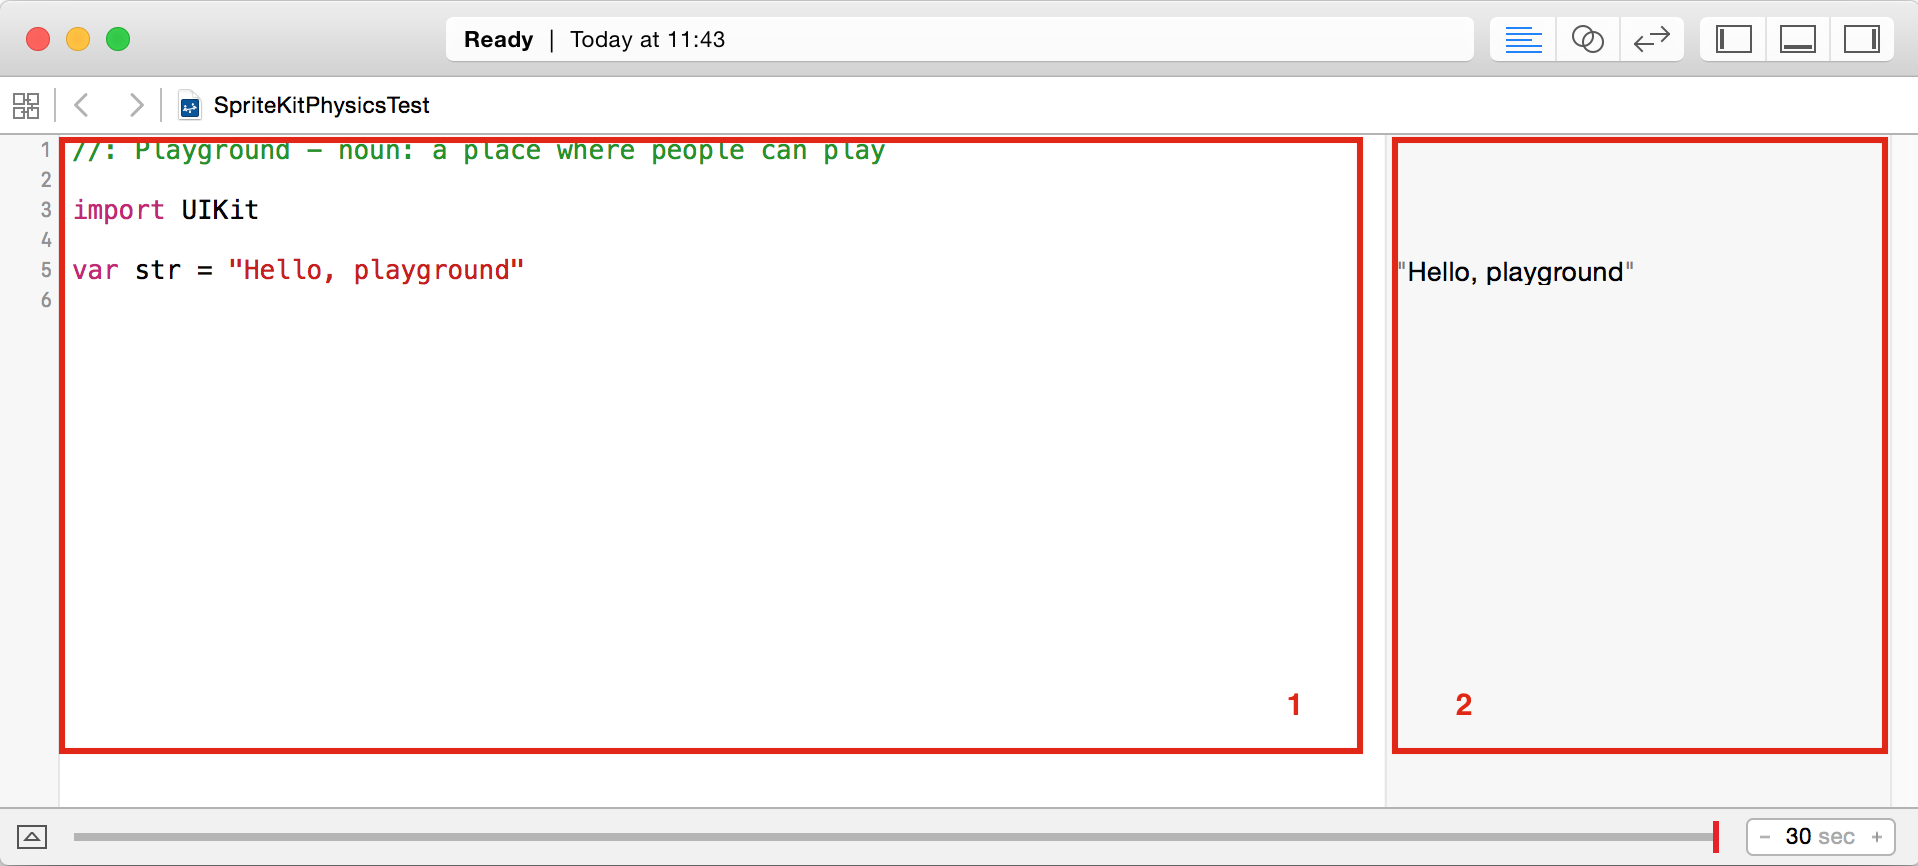 Ready | Today at 11:43
SpriteKitPhysicsTest
1 //: Playground – noun: a place where people can play
2
3 import UIKit
4
5 var str = "Hello, playground" "Hello, playground"
6
1 2
– 30 sec +